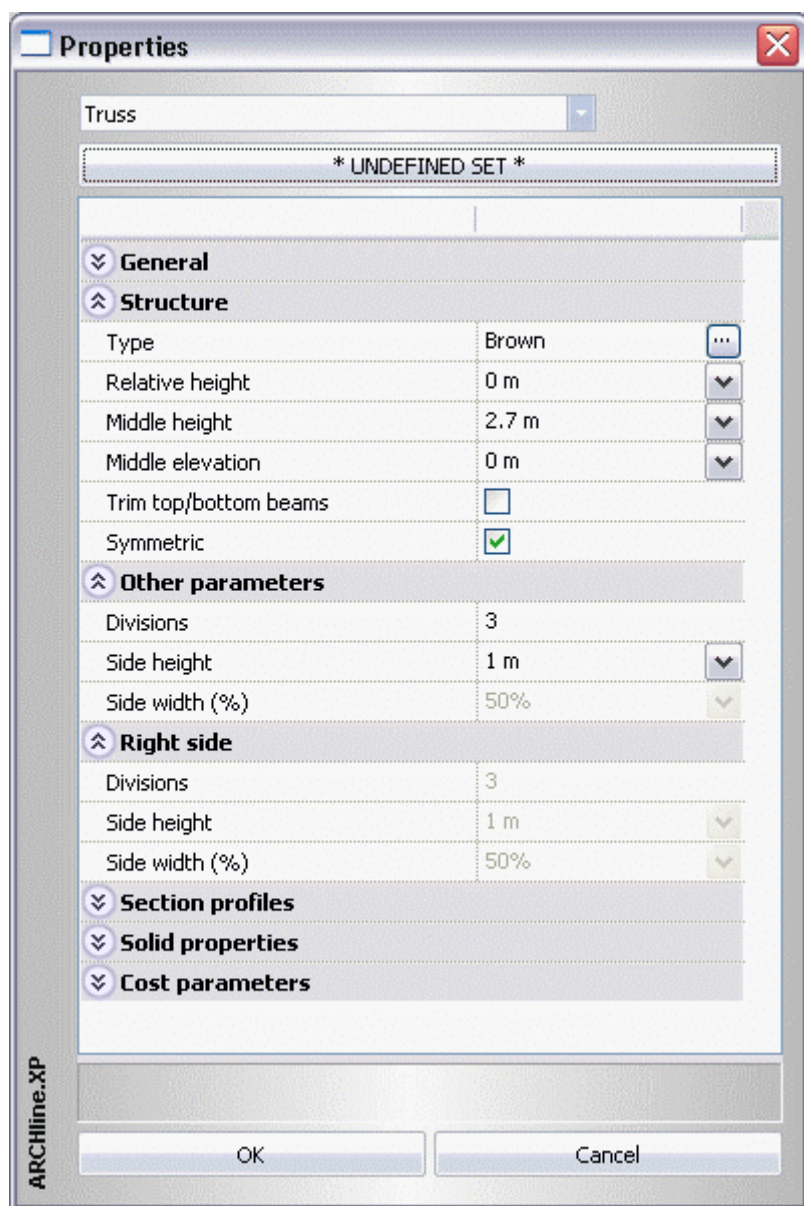 Properties
Truss
* UNDEFINED SET *
General
Structure
Type Brown ...
Relative height 0 m
Middle height 2.7 m
Middle elevation 0 m
Trim top/bottom beams
Symmetric
Other parameters
Divisions 3
Side height 1 m
Side width (%) 50%
Right side
Divisions 3
Side height 1 m
Side width (%) 50%
Section profiles
Solid properties
Cost parameters
ARCHline.XP
OK Cancel